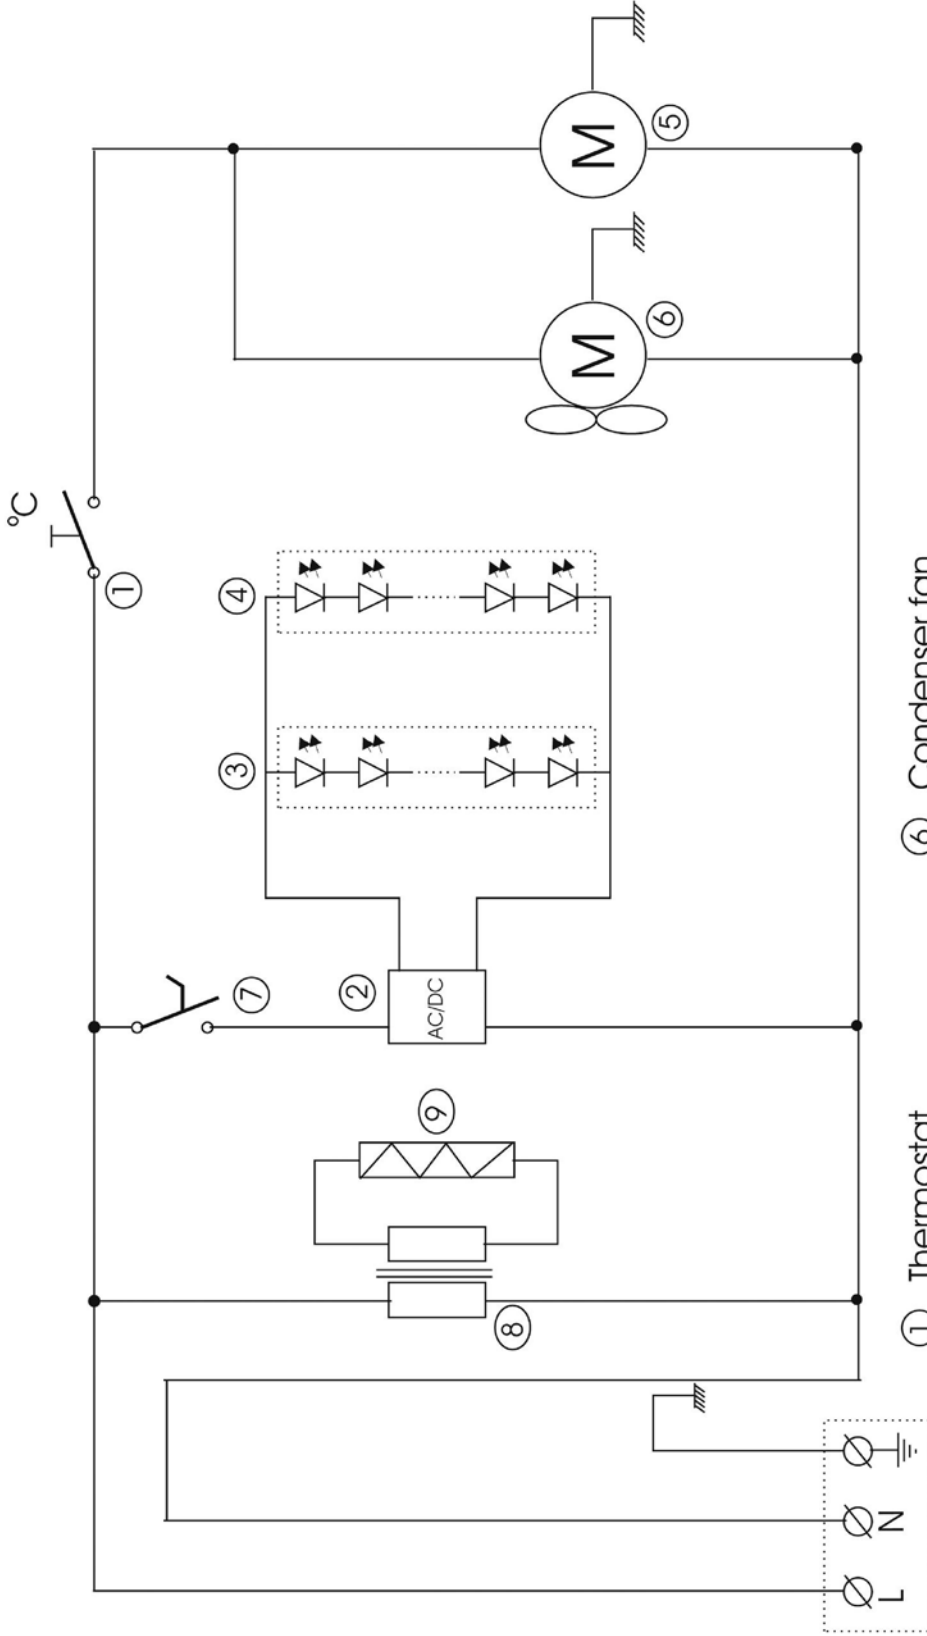 °C
①
④
③
⑦
②
AC/DC
⑨
⑧
M
⑥
M
⑤
L
N
① Thermostat
⑥ Condenser fan